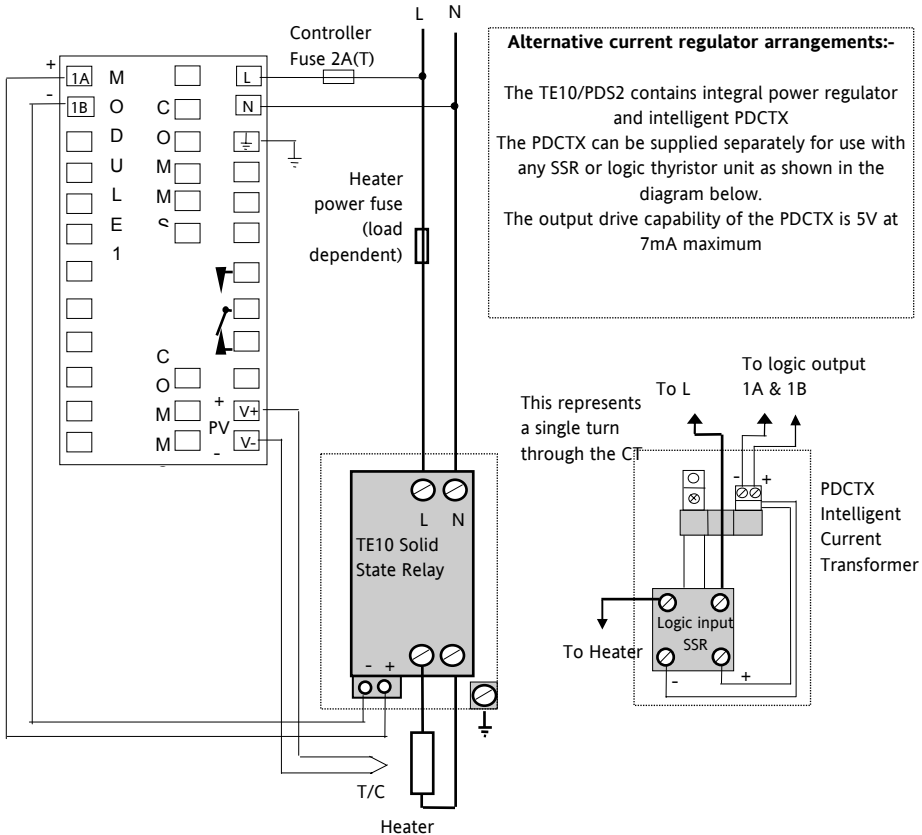 L N
Controller
Fuse 2A(T)
+
1A
-
1B
M
O
D
U
L
E
1
C
O
M
M
S
L
N
Heater
power fuse
(load
dependent)
C
O
M
M
+
PV
-
V+
V-
L N
TE10 Solid
State Relay
- +
T/C
Heater
Alternative current regulator arrangements:-
The TE10/PDS2 contains integral power regulator
and intelligent PDCTX
The PDCTX can be supplied separately for use with
any SSR or logic thyristor unit as shown in the
diagram below.
The output drive capability of the PDCTX is 5V at
7mA maximum
This represents
a single turn
through the CT
To L
To logic output
1A & 1B
- +
PDCTX
Intelligent
Current
Transformer
Logic input
SSR
To Heater
- +